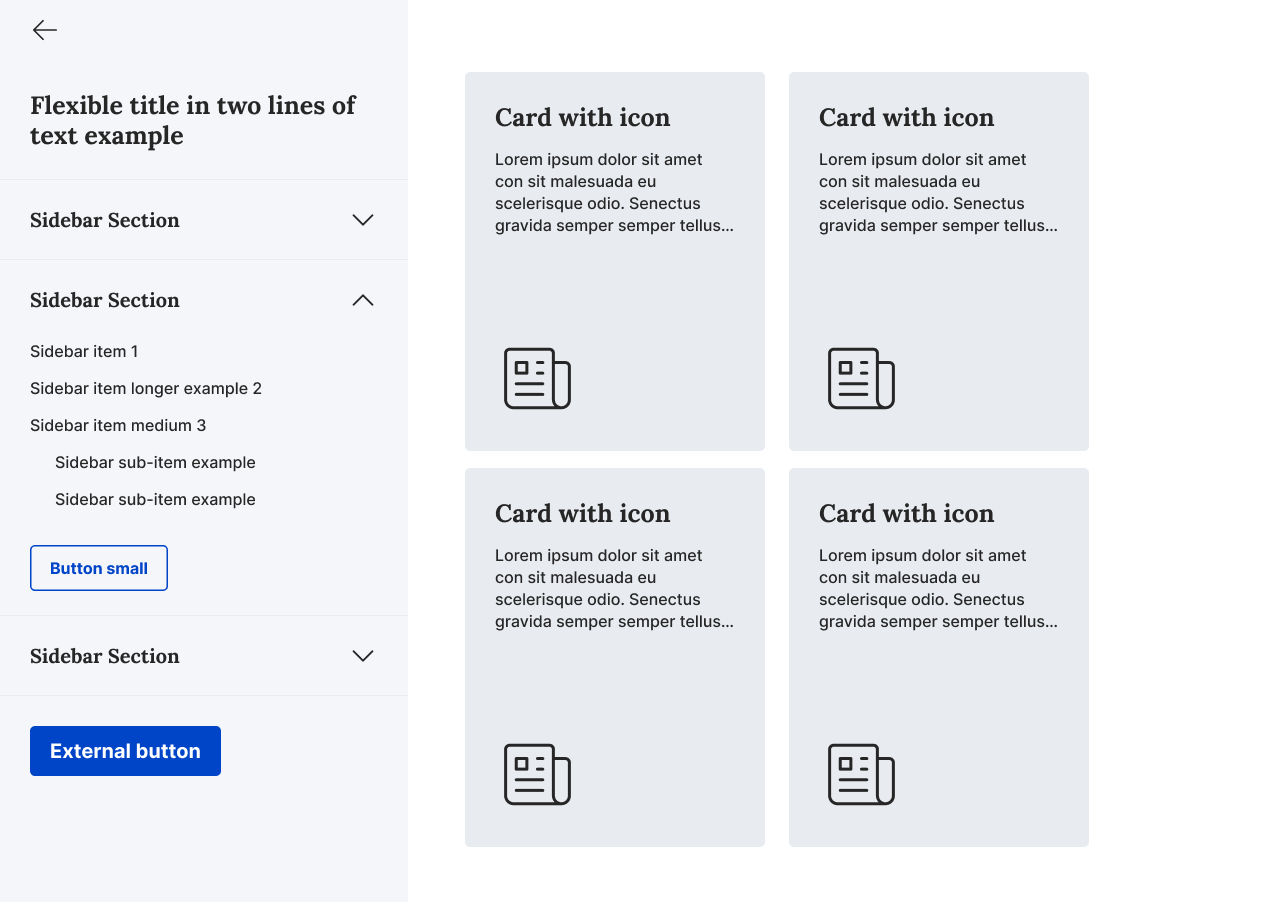 Flexible title in two lines of
text example
Sidebar Section
Sidebar Section
Sidebar item 1
Sidebar item longer example 2
Sidebar item medium 3
Sidebar sub-item example
Sidebar sub-item example
Button small
Sidebar Section
External button
Card with icon
Lorem ipsum dolor sit amet
con sit malesuada eu
scelerisque odio. Senectus
gravida semper semper tellus...
Card with icon
Lorem ipsum dolor sit amet
con sit malesuada eu
scelerisque odio. Senectus
gravida semper semper tellus...
Card with icon
Lorem ipsum dolor sit amet
con sit malesuada eu
scelerisque odio. Senectus
gravida semper semper tellus...
Card with icon
Lorem ipsum dolor sit amet
con sit malesuada eu
scelerisque odio. Senectus
gravida semper semper tellus...